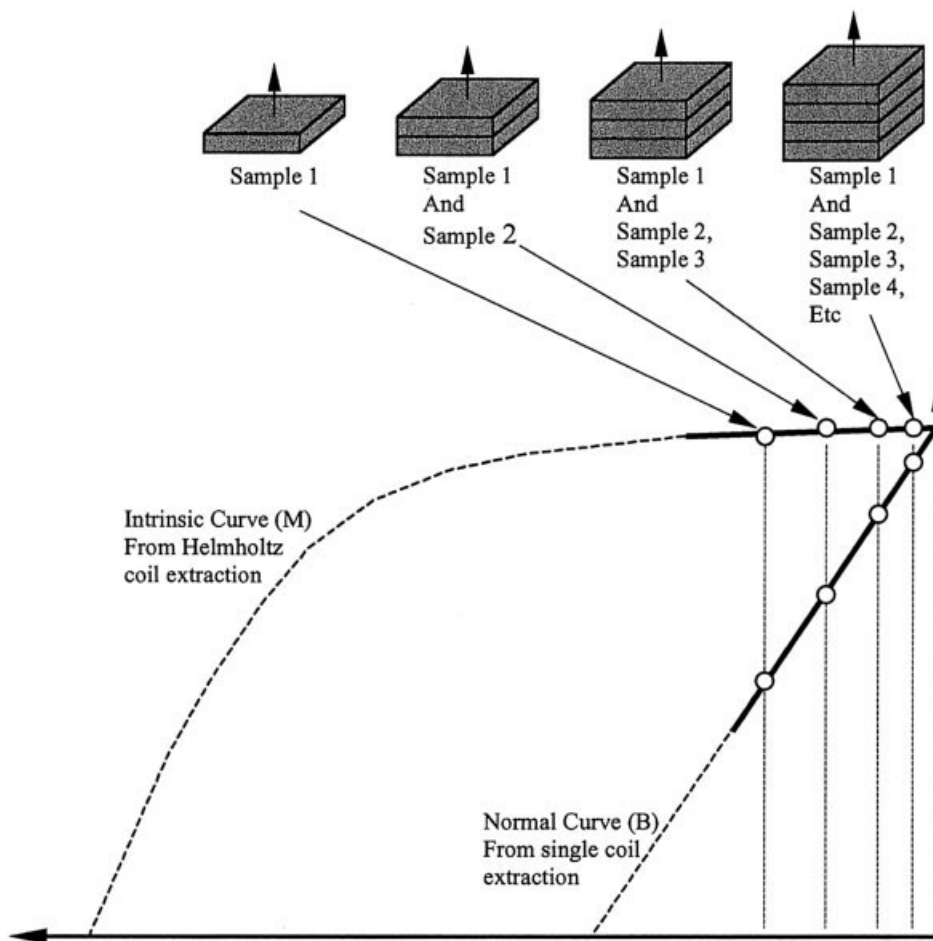 Sample 1
Sample 1
And
Sample 2
Sample 1
And
Sample 2,
Sample 3
Sample 1
And
Sample 2,
Sample 3,
Sample 4,
Etc
Intrinsic Curve (M)
From Helmholtz
coil extraction
Normal Curve (B)
From single coil
extraction